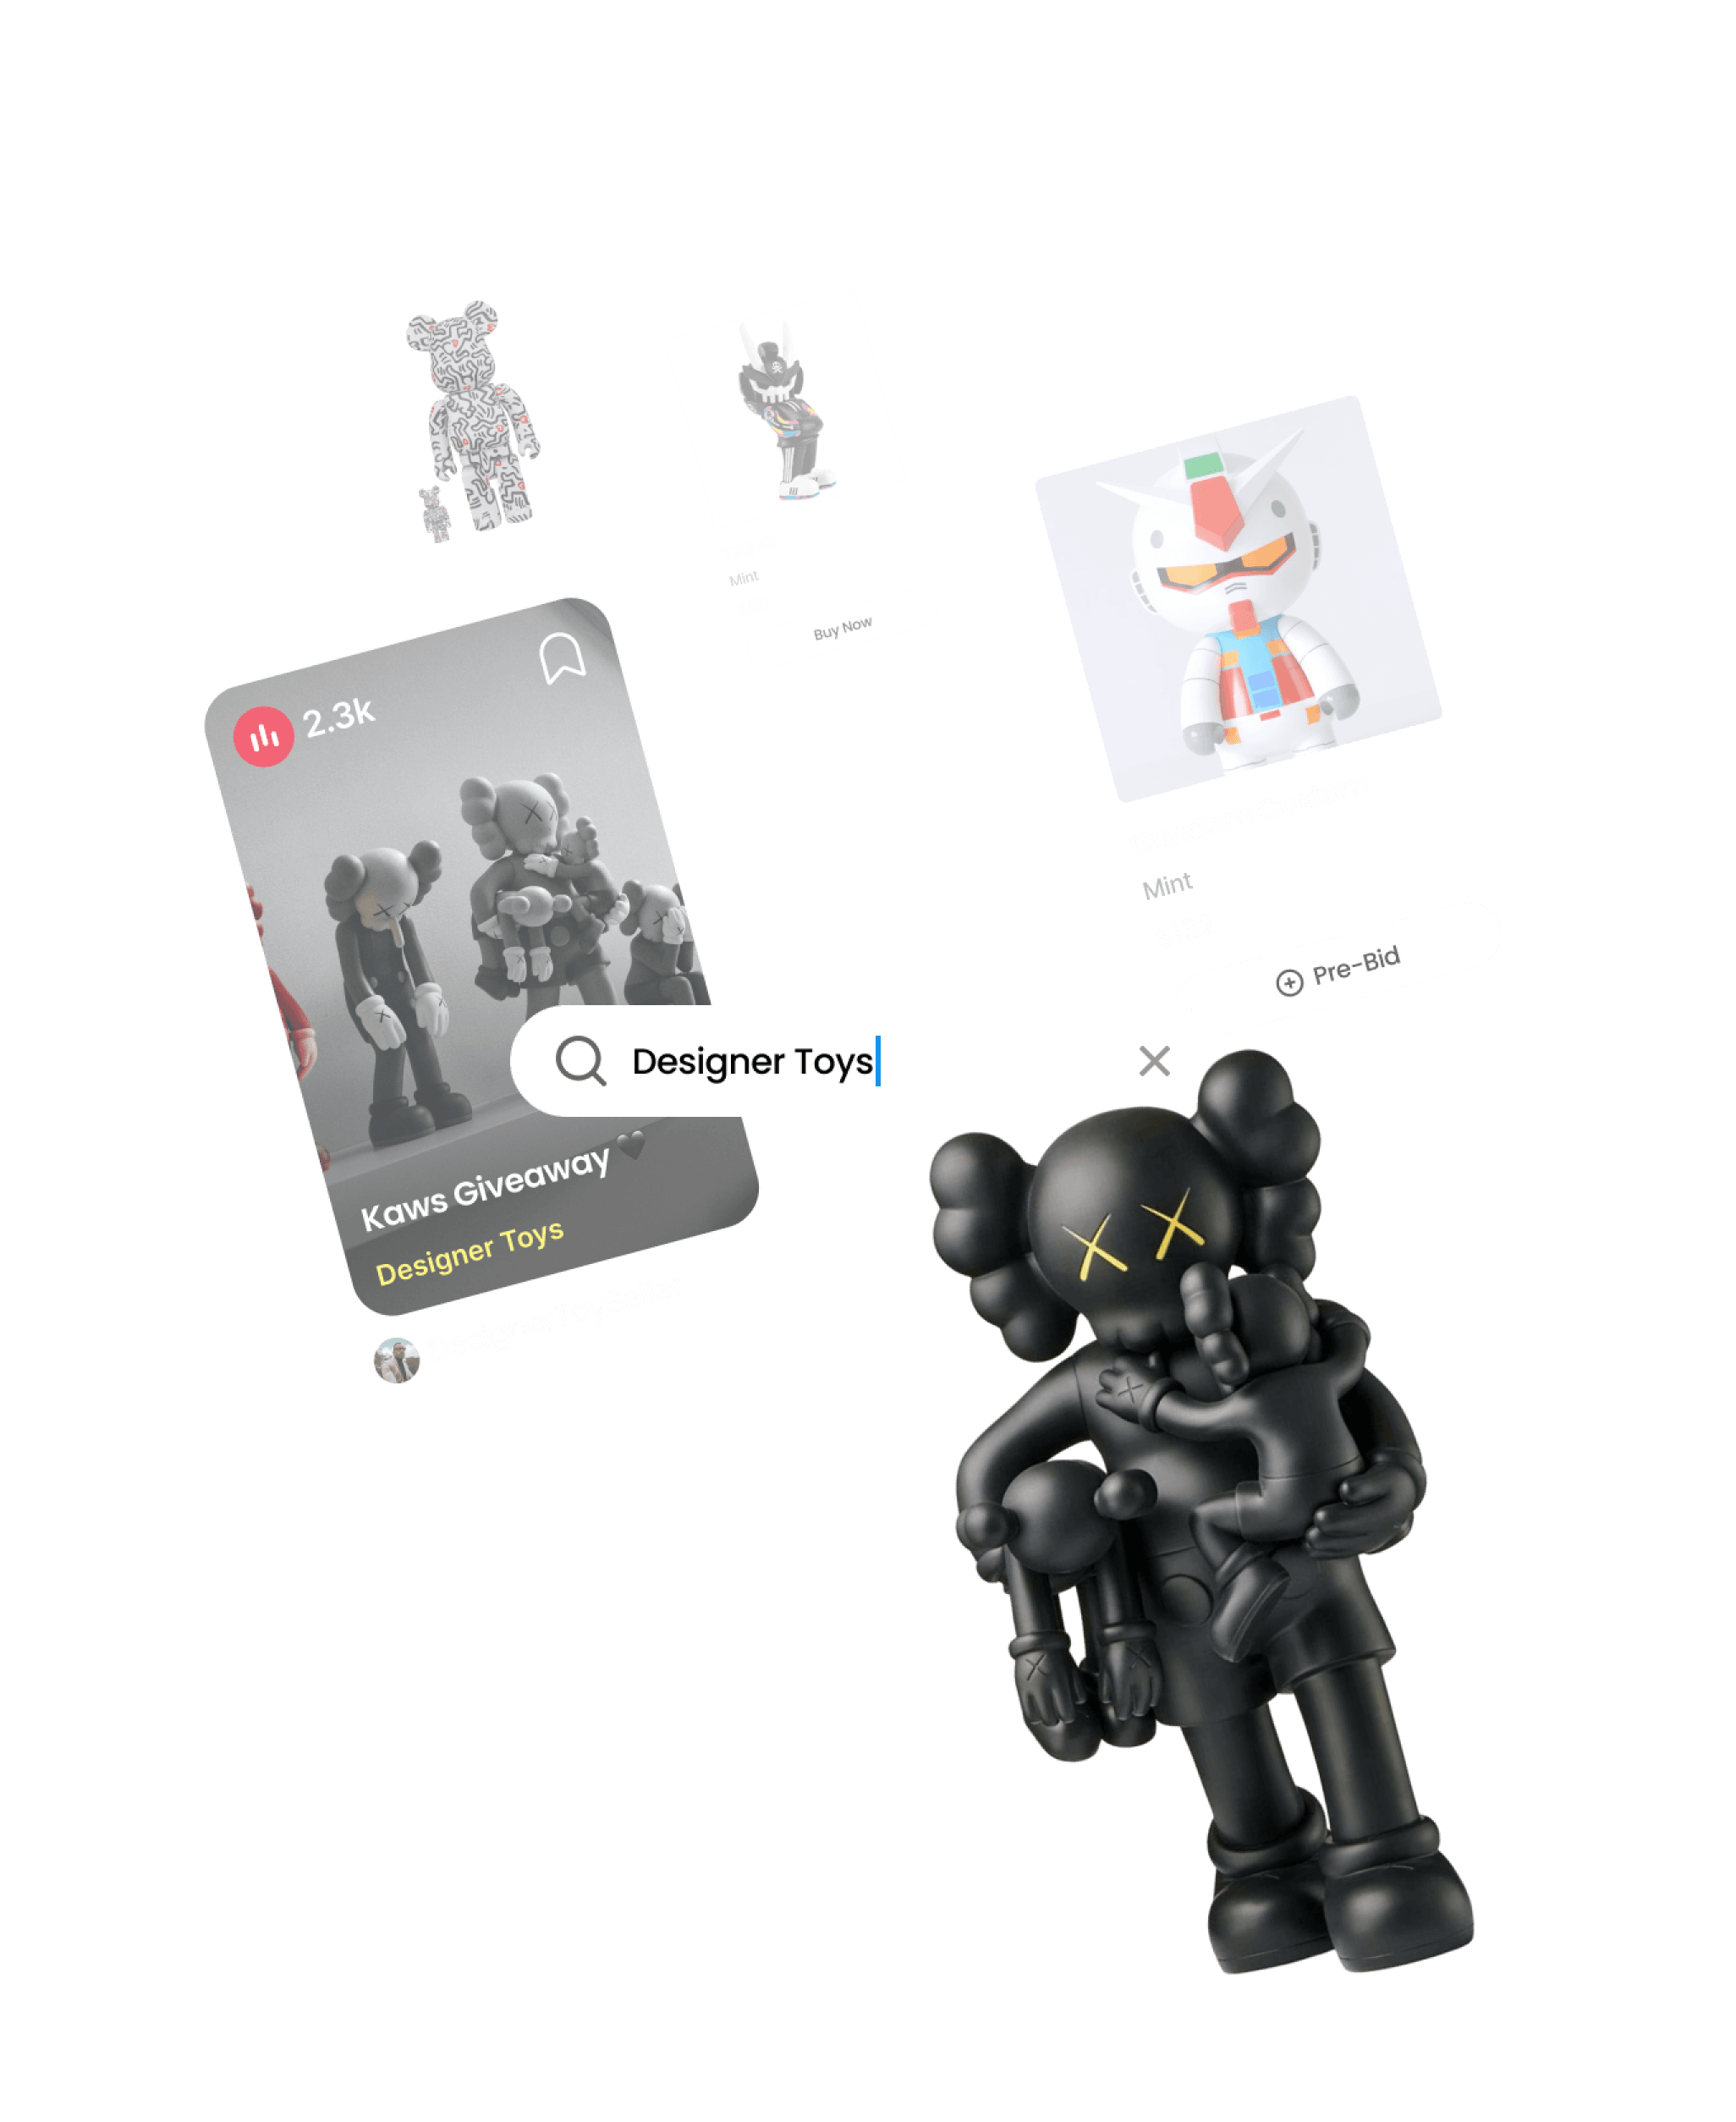 Mint
Buy Now
2.3k
Mint
Pre-Bid
Designer Toys
Kaws Giveaway 🖤
Designer Toys